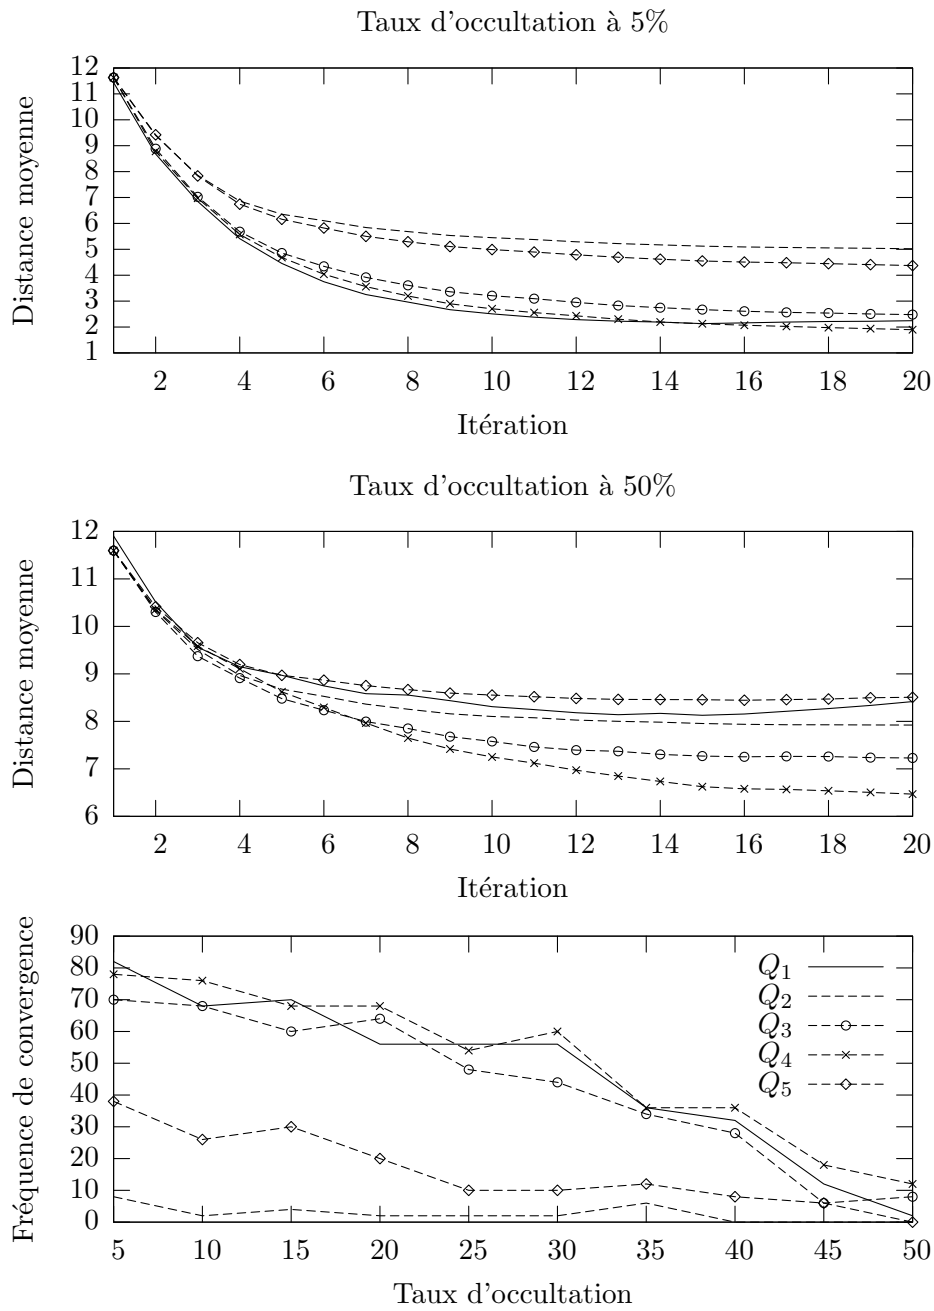 Taux d'occultation à 5%
Distance moyenne
12
11
10
9
8
7
6
5
4
3
2
1
2 4 6 8 10 12 14 16 18 20
Itération
Taux d'occultation à 50%
Distance moyenne
12
11
10
9
8
7
6
2 4 6 8 10 12 14 16 18 20
Itération
Fréquence de convergence
90
80
70
60
50
40
30
20
10
0
Q1
Q2
Q3
Q4
Q5
5 10 15 20 25 30 35 40 45 50
Taux d'occultation